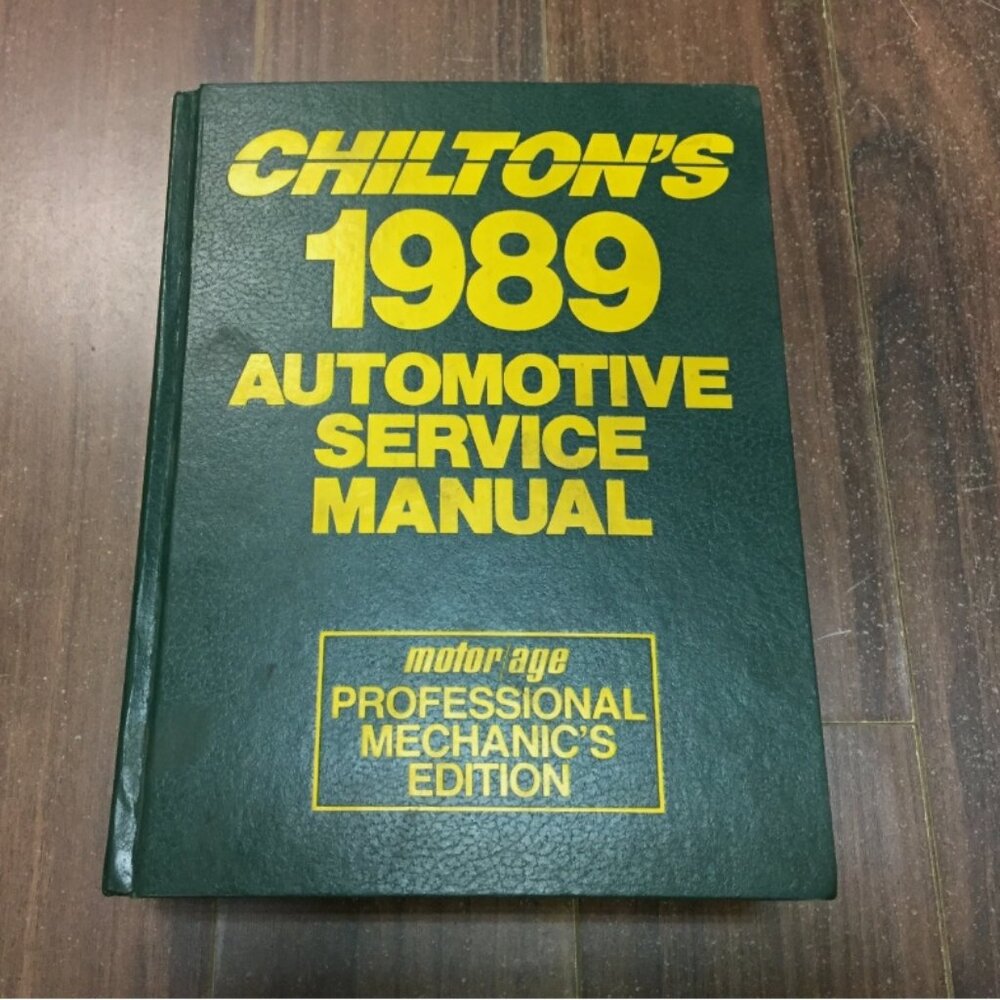 CHILTON'S
1989
AUTOMOTIVE
SERVICE
MANUAL
motor/age
PROFESSIONAL
MECHANIC'S
EDITION